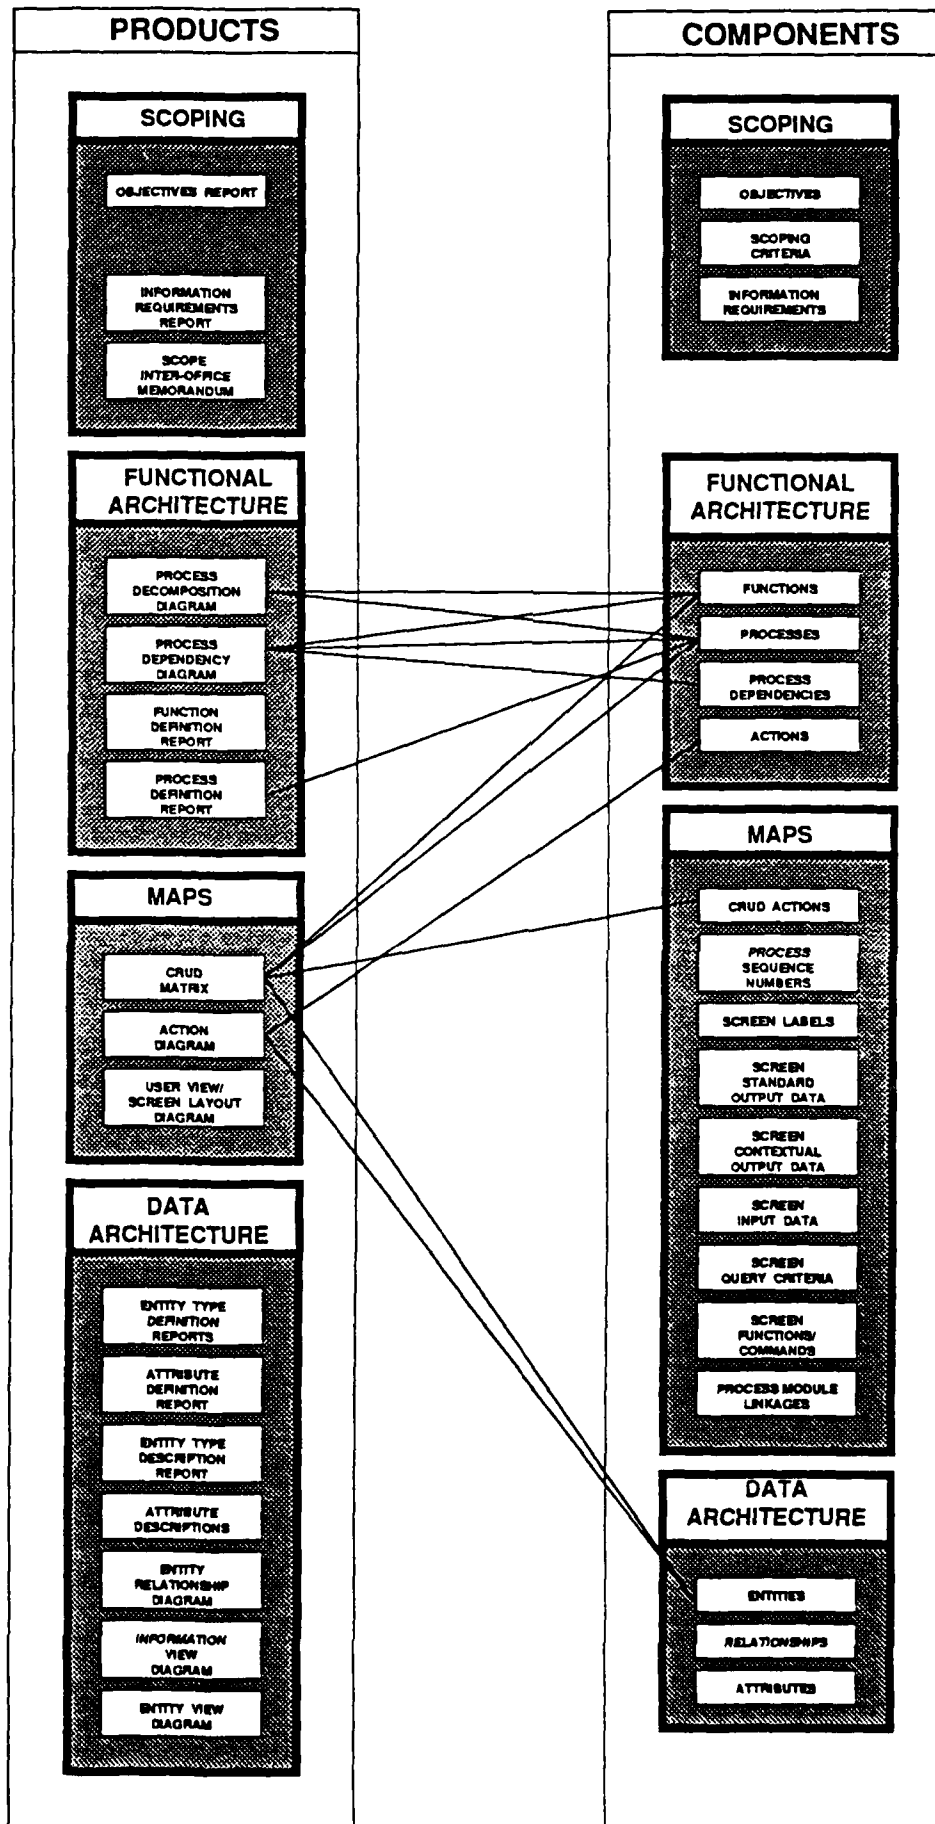 PRODUCTS
SCOPING
OBJECTIVES REPORT
INFORMATION
REQUIREMENTS
REPORT
SCOPE
INTER-OFFICE
MEMORANDUM
FUNCTIONAL
ARCHITECTURE
PROCESS
DECOMPOSITION
DIAGRAM
PROCESS
DEPENDENCY
DIAGRAM
FUNCTION
DEFINITION
REPORT
PROCESS
DEFINITION
REPORT
MAPS
CRUD
MATRIX
ACTION
DIAGRAM
USER VIEW/
SCREEN LAYOUT
DIAGRAM
DATA
ARCHITECTURE
ENTITY TYPE
DEFINITION
REPORTS
ATTRIBUTE
DEFINITION
REPORT
ENTITY TYPE
DESCRIPTION
REPORT
ATTRIBUTE
DESCRIPTIONS
ENTITY
RELATIONSHIP
DIAGRAM
INFORMATION
VIEW
DIAGRAM
ENTITY VIEW
DIAGRAM
COMPONENTS
SCOPING
OBJECTIVES
SCOPING
CRITERIA
INFORMATION
REQUIREMENTS
FUNCTIONAL
ARCHITECTURE
FUNCTIONS
PROCESSES
PROCESS
DEPENDENCIES
ACTIONS
MAPS
CRUD ACTIONS
PROCESS
SEQUENCE
NUMBERS
SCREEN LABELS
SCREEN
STANDARD
OUTPUT DATA
SCREEN
CONTEXTUAL
OUTPUT DATA
SCREEN
INPUT DATA
SCREEN
QUERY CRITERIA
SCREEN
FUNCTIONS/
COMMANDS
PROCESS MODULE
LINKAGES
DATA
ARCHITECTURE
ENTITIES
RELATIONSHIPS
ATTRIBUTES